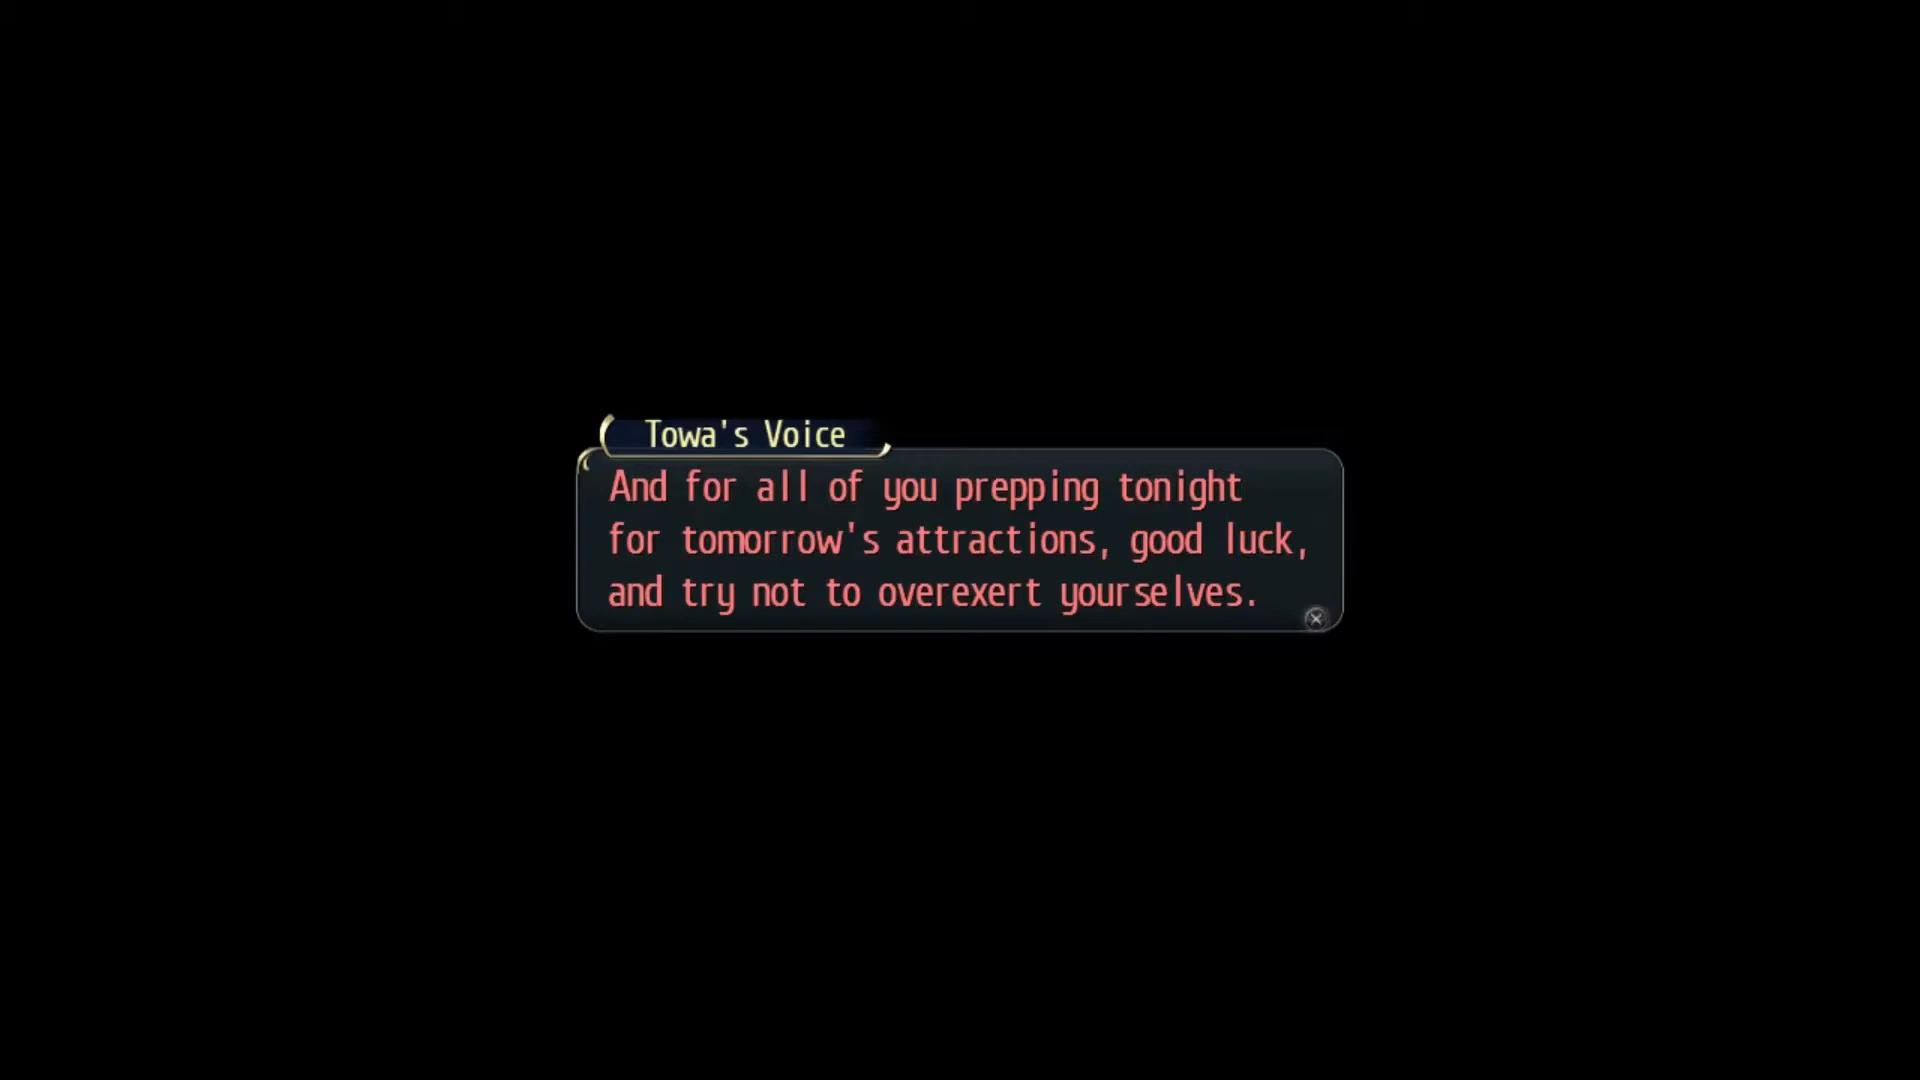 Towa's Voice
And for all of you prepping tonight
for tomorrow's attractions, good luck,
and try not to overexert yourselves.